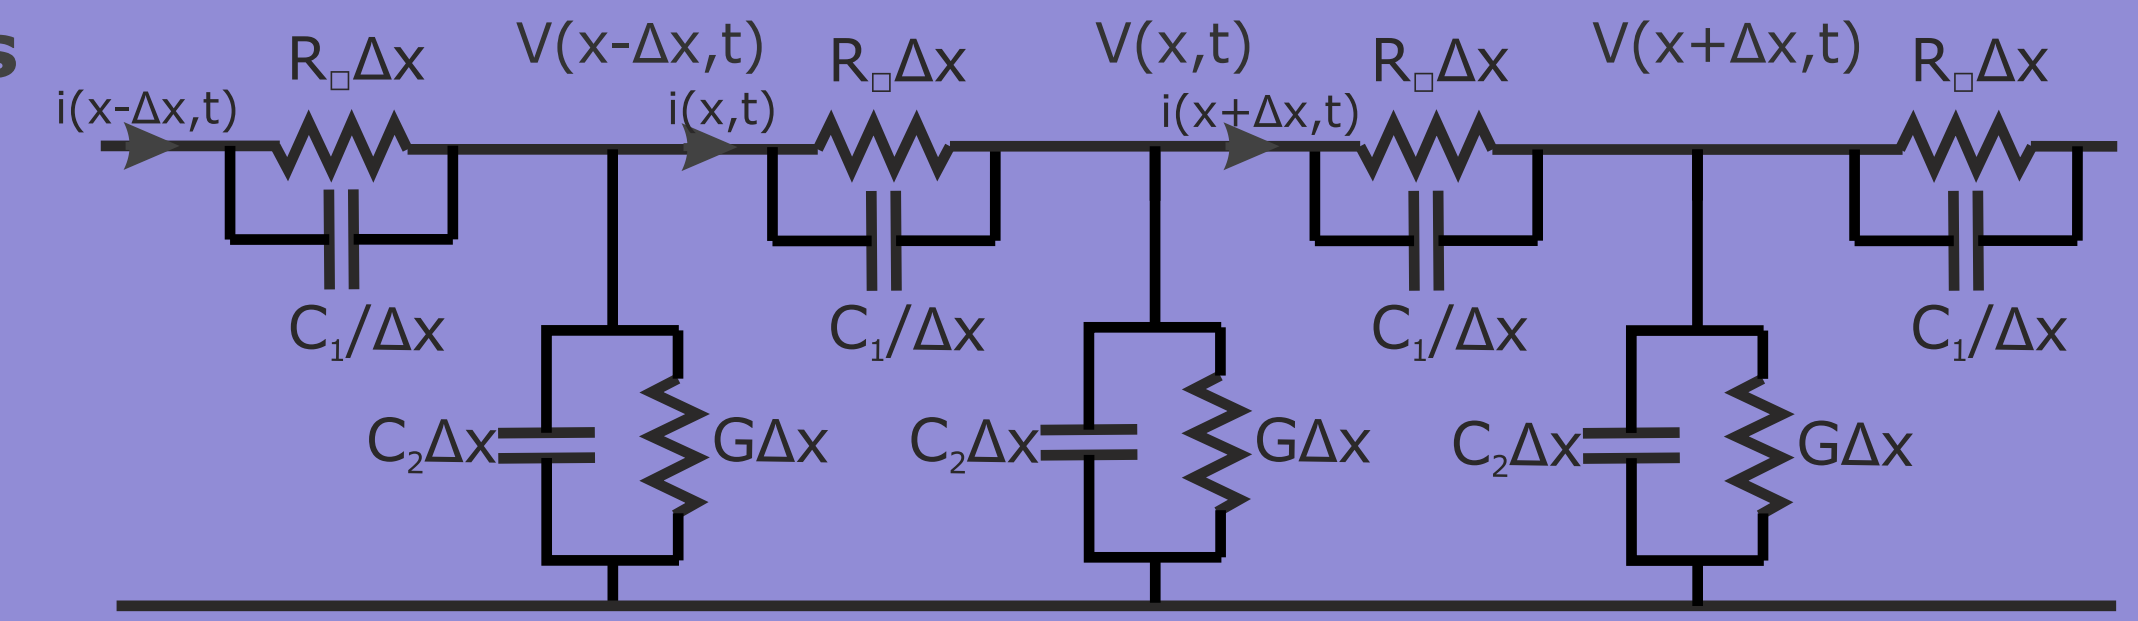 s
R□Δx
V(x-Δx,t)
R□Δx
V(x,t)
R□Δx
V(x+Δx,t)
R□Δx
i(x-Δx,t)
i(x,t)
i(x+Δx,t)
C₁/Δx
C₁/Δx
C₁/Δx
C₁/Δx
C₂Δx
GΔx
C₂Δx
GΔx
C₂Δx
GΔx